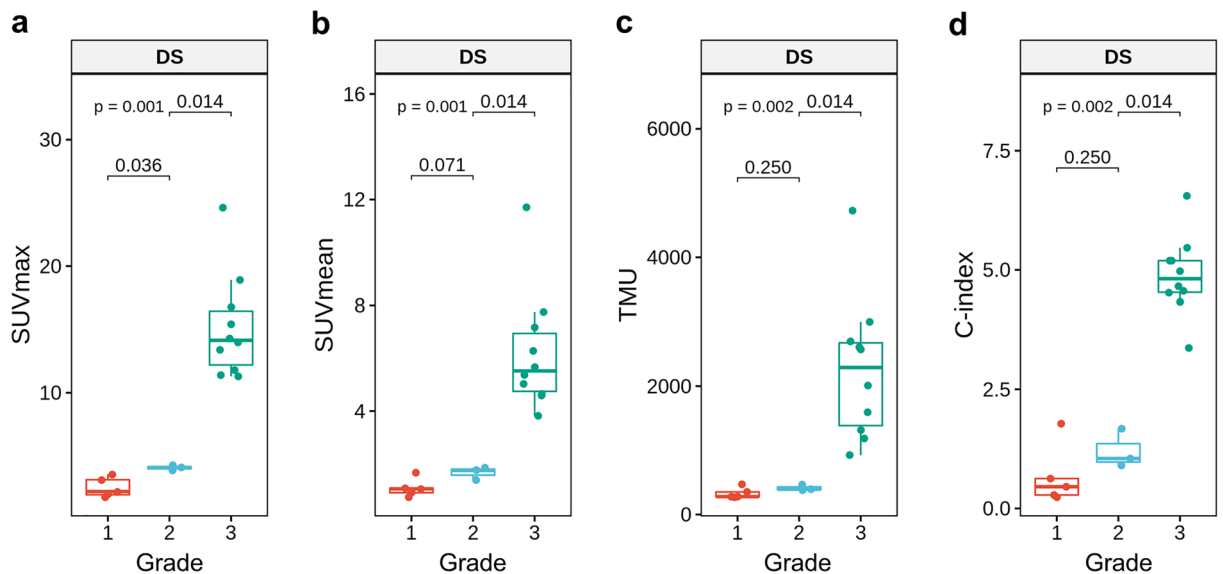 a
DS
p = 0.001
0.014
0.036
30
20
10
SUVmax
1 2 3
Grade
b
DS
p = 0.001
0.014
0.071
16
12
8
4
SUVmean
1 2 3
Grade
c
DS
p = 0.002
0.014
0.250
6000
4000
2000
0
TMU
1 2 3
Grade
d
DS
p = 0.002
0.014
0.250
7.5
5.0
2.5
0.0
C-index
1 2 3
Grade